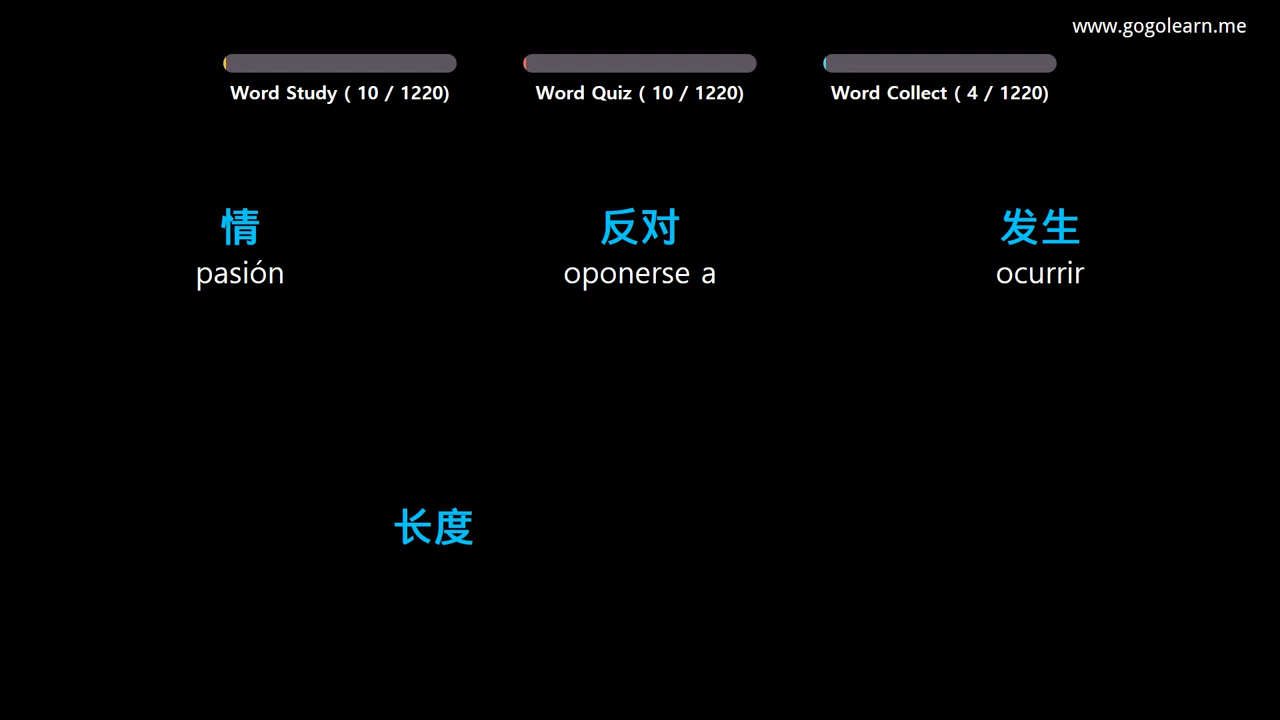 www.gogolearn.me
Word Study ( 10 / 1220)
Word Quiz ( 10 / 1220)
Word Collect ( 4 / 1220)
情
pasión
反对
oponerse a
发生
ocurrir
长度